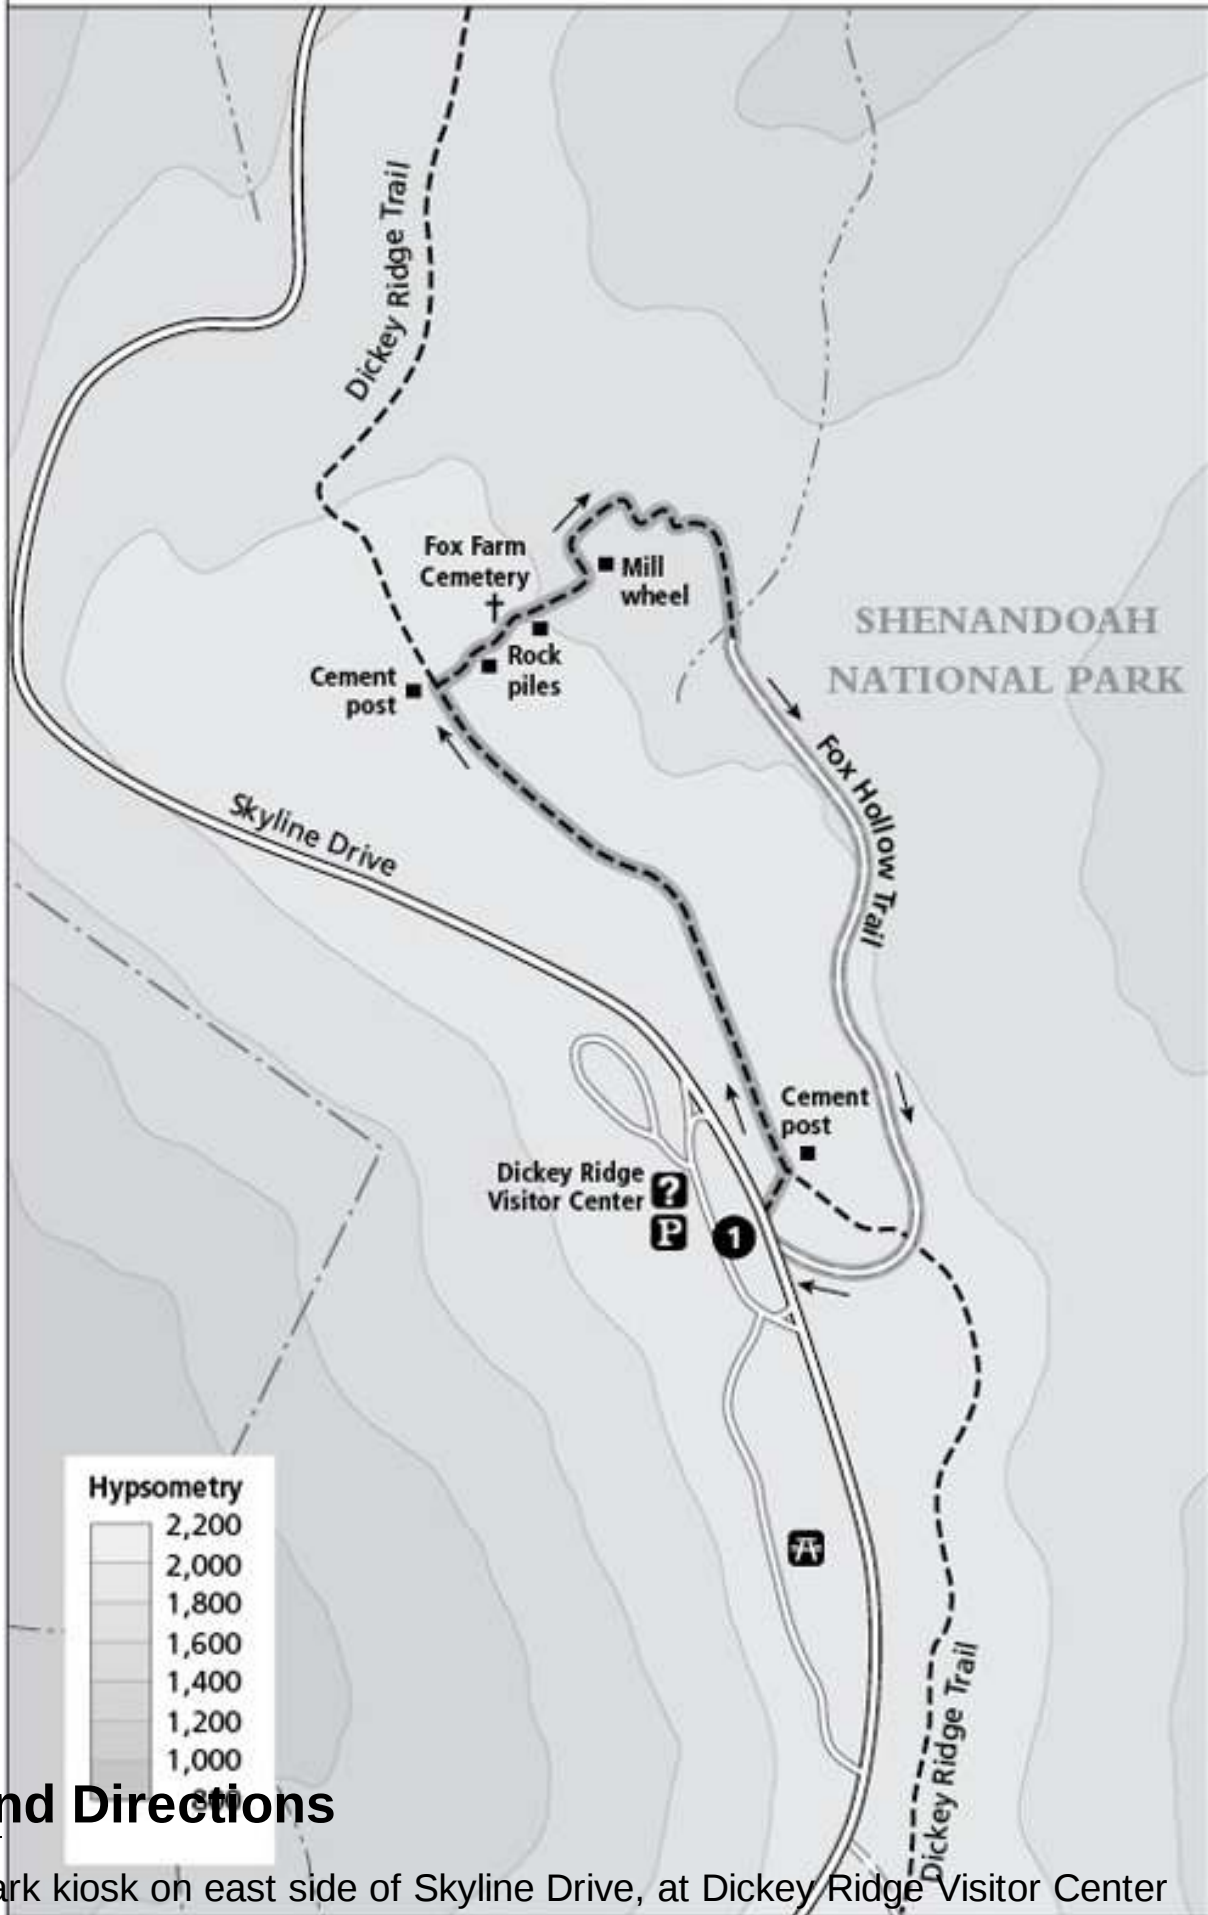 Dickey Ridge Trail
Fox Farm
Cemetery
Mill
wheel
SHENANDOAH
NATIONAL PARK
Rock
piles
Cement
post
Fox Hollow Trail
Skyline Drive
Cement
post
Dickey Ridge
Visitor Center
?
P
1
Hypsometry
2,200
2,000
1,800
1,600
1,400
1,200
1,000
800
Dickey Ridge Trail
nd Directions
ark kiosk on east side of Skyline Drive, at Dickey Ridge Visitor Center